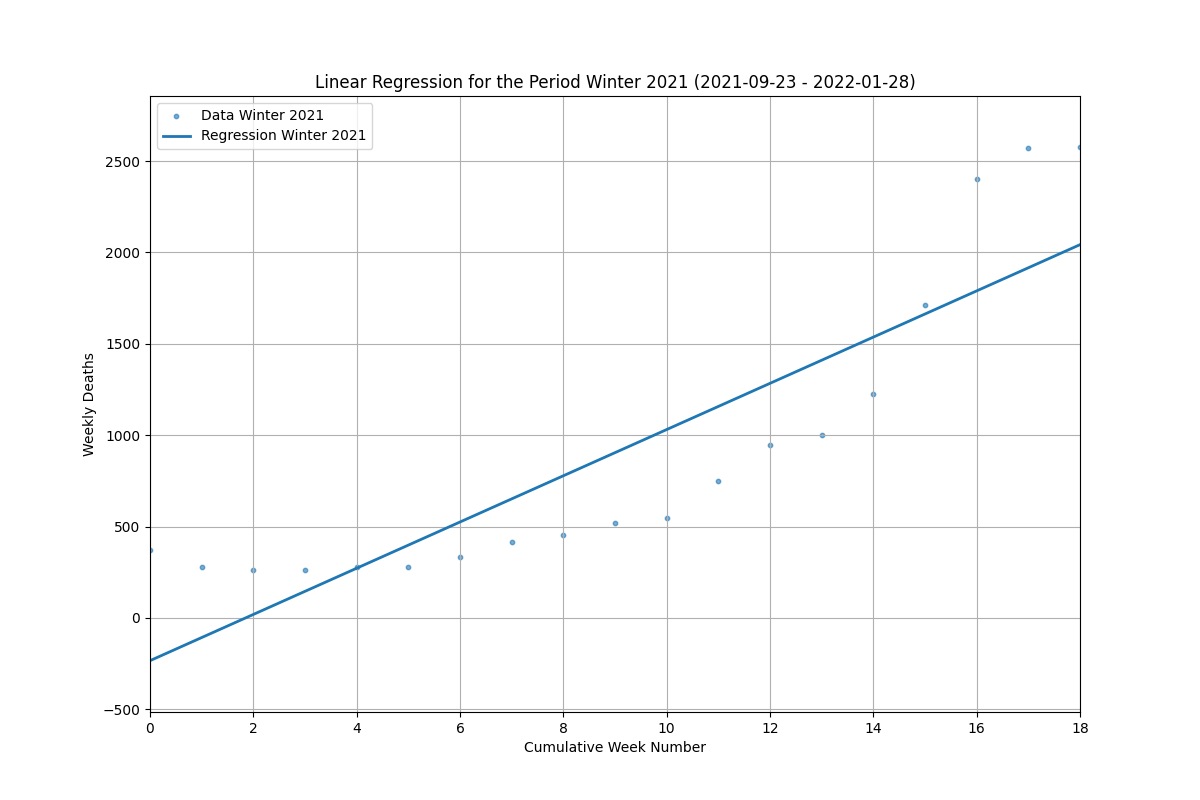 Linear Regression for the Period Winter 2021 (2021-09-23 - 2022-01-28)
Data Winter 2021
Regression Winter 2021
2500
2000
1500
1000
500
0
−500
Weekly Deaths
0 2 4 6 8 10 12 14 16 18
Cumulative Week Number